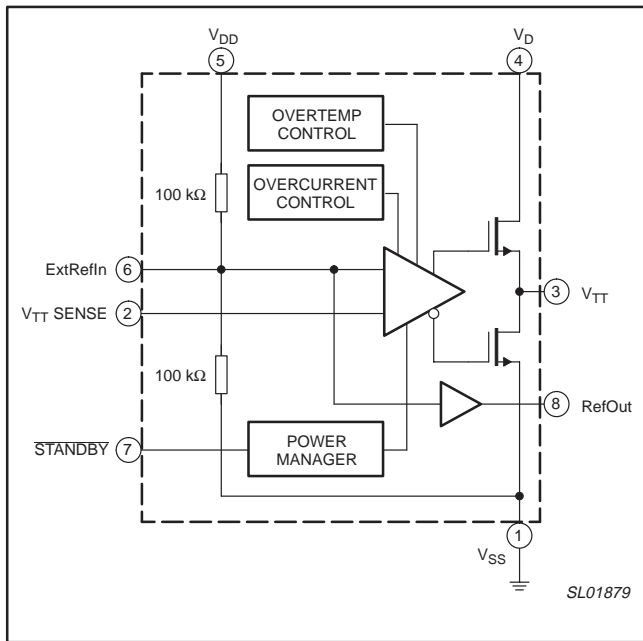 VDD
VD
5
4
OVERTEMP
CONTROL
OVERCURRENT
CONTROL
100 kΩ
ExtRefIn
6
3
VTT
VTT SENSE
2
100 kΩ
8
RefOut
STANDBY
7
POWER
MANAGER
1
VSS
SL01879